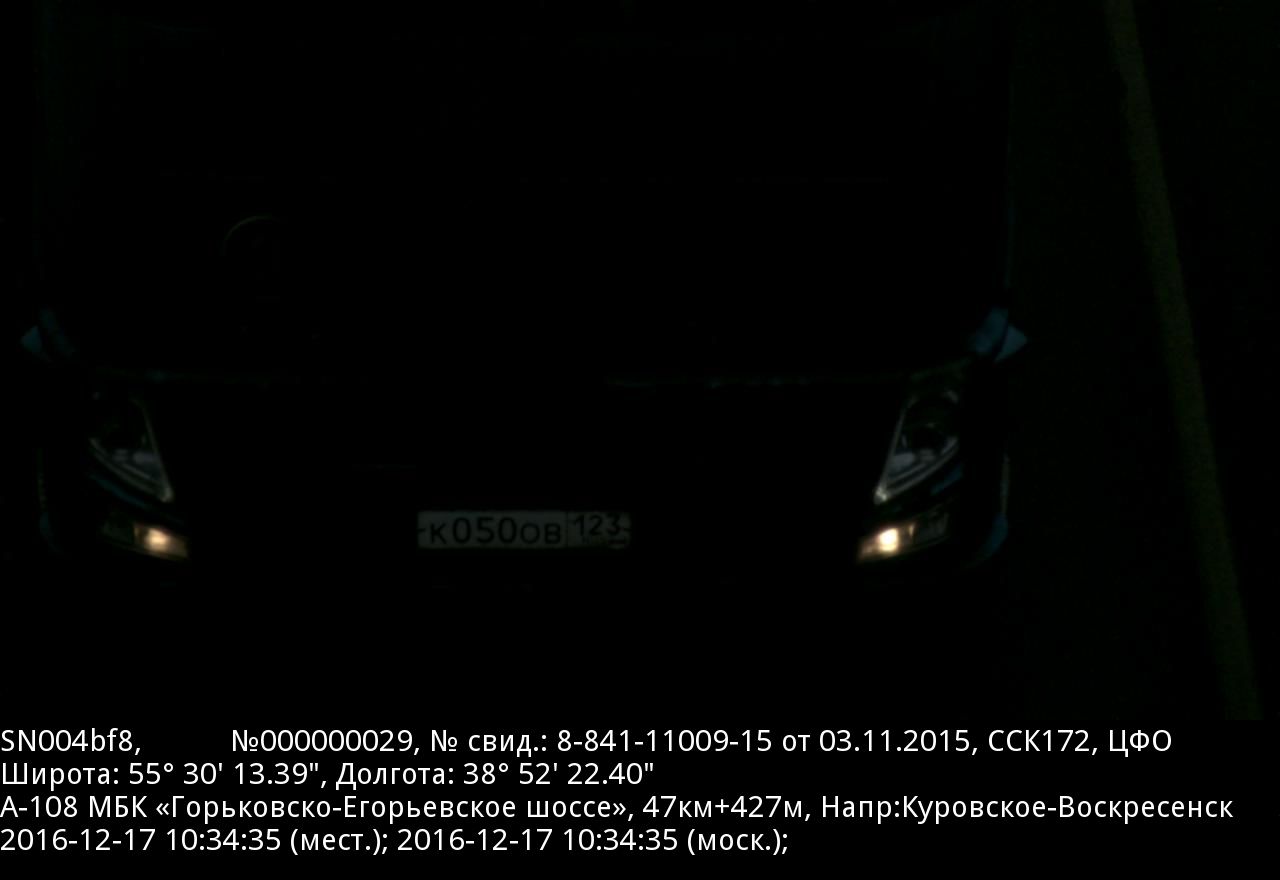 К050ОВ 123
SN004bf8, №000000029, № свид.: 8-841-11009-15 от 03.11.2015, ССК172, ЦФО
Широта: 55° 30' 13.39", Долгота: 38° 52' 22.40"
А-108 МБК «Горьковско-Егорьевское шоссе», 47км+427м, Напр:Куровское-Воскресенск
2016-12-17 10:34:35 (мест.); 2016-12-17 10:34:35 (моск.);